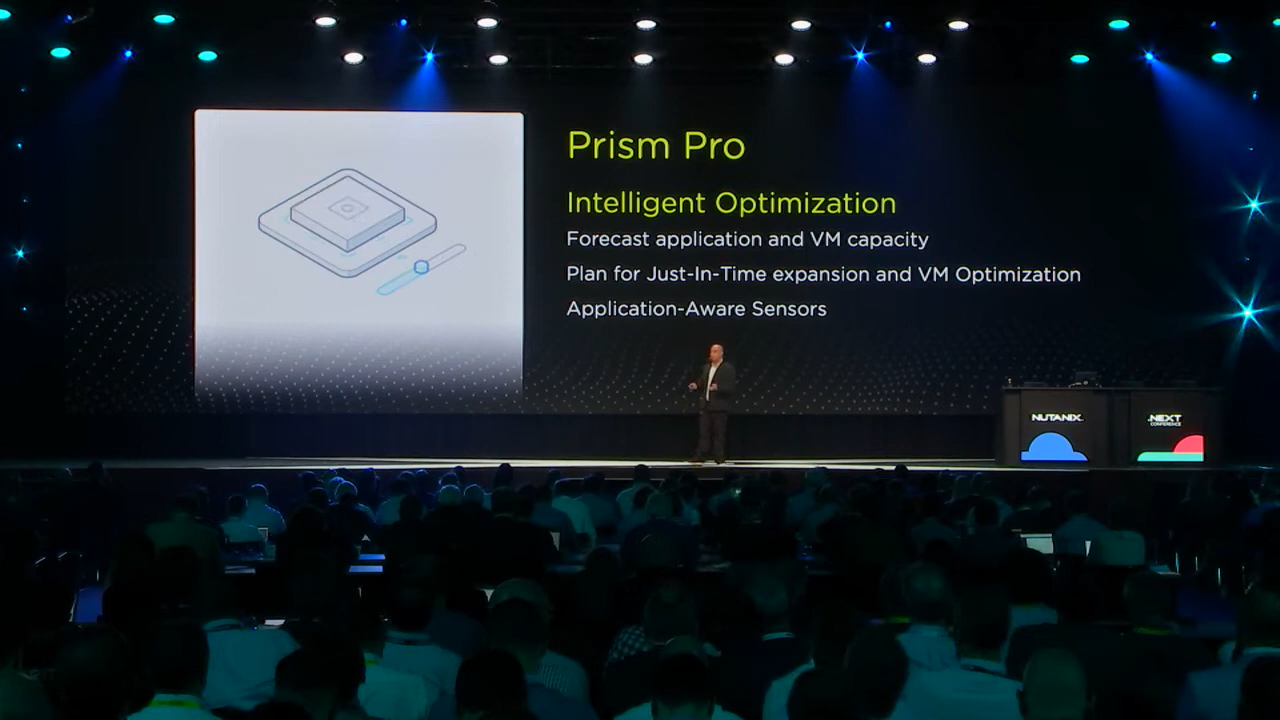 Prism Pro
Intelligent Optimization
Forecast application and VM capacity
Plan for Just-In-Time expansion and VM Optimization
Application-Aware Sensors
NUTANIX.
.NEXT
CONFERENCE